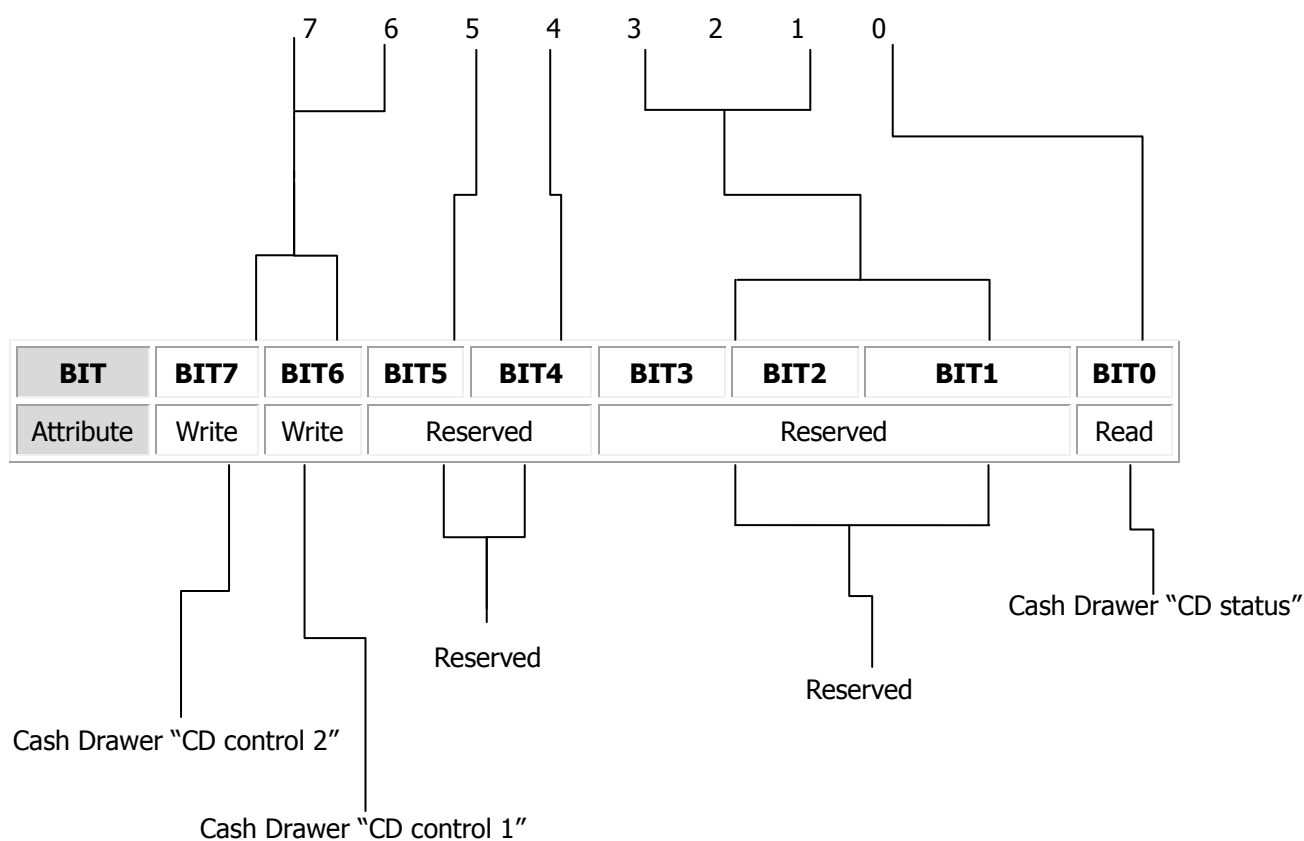 7 6 5 4 3 2 1 0
BIT BIT7 BIT6 BIT5 BIT4 BIT3 BIT2 BIT1 BIT0
Attribute Write Write Reserved Reserved Read
Cash Drawer “CD status”
Reserved
Reserved
Cash Drawer “CD control 2”
Cash Drawer “CD control 1”